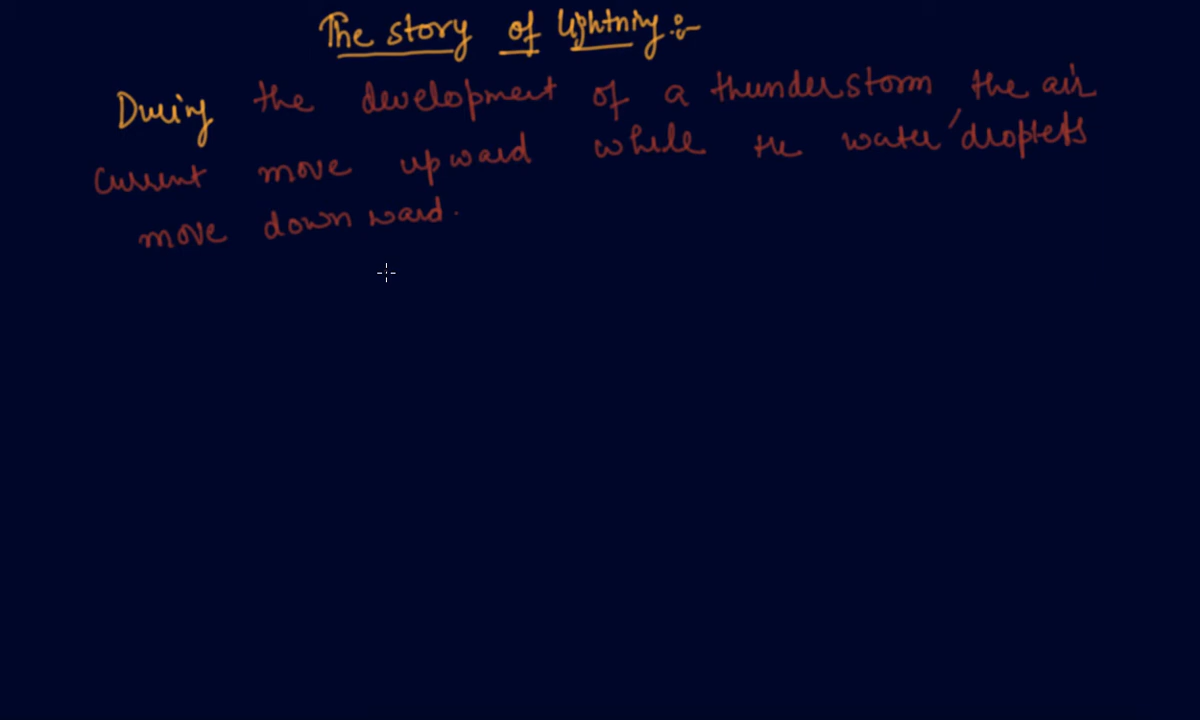 The story of lightning :-
During the development of a thunderstorm, the air
current move upward while the water droplets
move down ward.